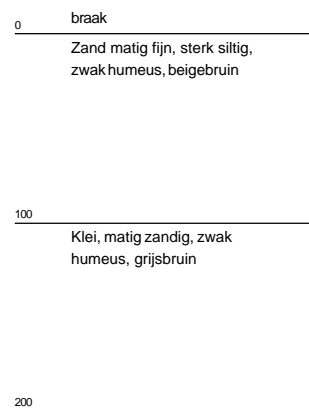 0
braak
Zand matig fijn, sterk siltig,
zwak humeus, beigebruin
100
Klei, matig zandig, zwak
humeus, grijsbruin
200